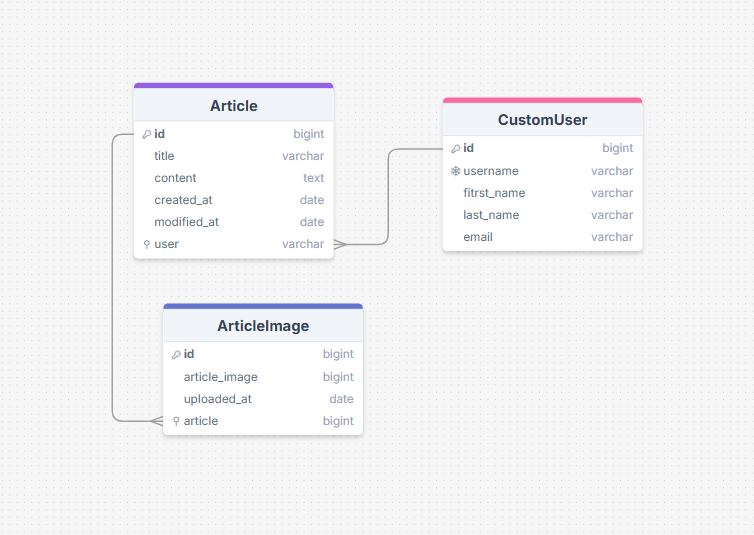 Article
id bigint
title varchar
content text
created_at date
modified_at date
user varchar
CustomUser
id bigint
username varchar
fitrst_name varchar
last_name varchar
email varchar
ArticleImage
id bigint
article_image bigint
uploaded_at date
article bigint